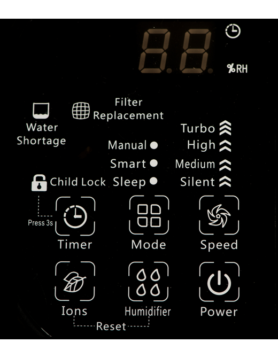 88
%RH
Filter
Replacement
Water
Shortage
Turbo
Manual
High
Smart
Medium
Child Lock
Sleep
Silent
Press 3s
Timer
Mode
Speed
Ions
Humidifier
Power
Reset